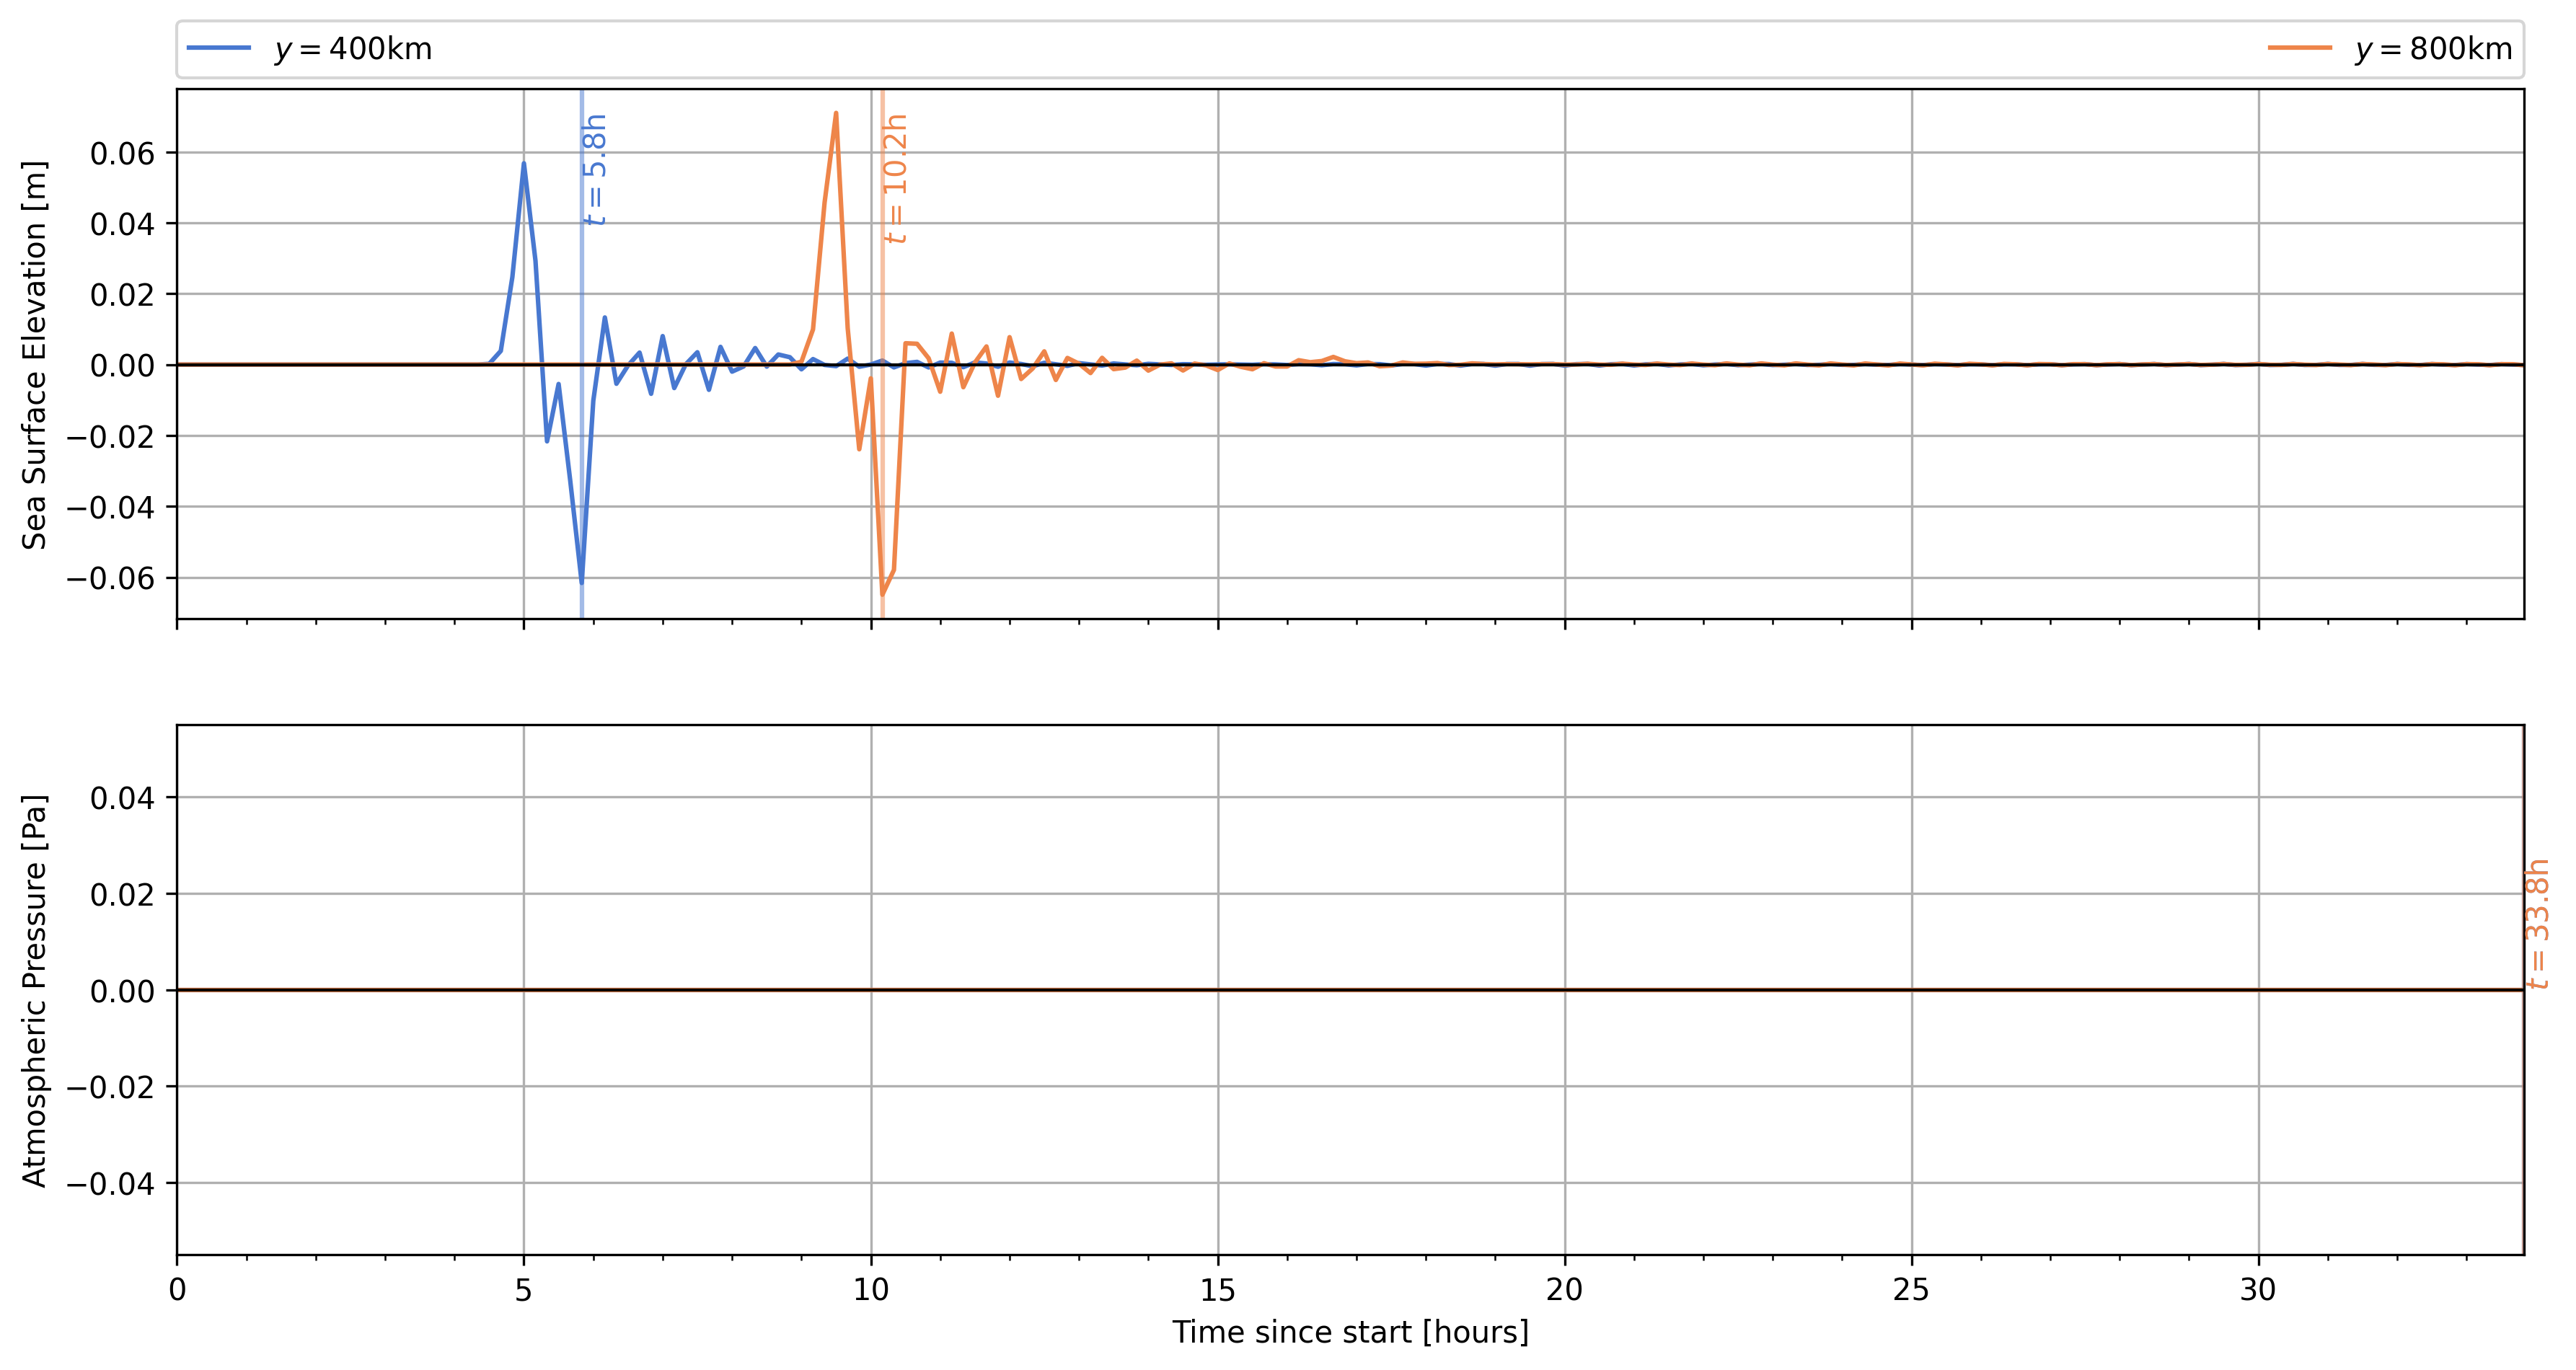 y = 400km
y = 800km
Sea Surface Elevation [m]
0.06
0.04
0.02
0.00
−0.02
−0.04
−0.06
t = 5.8h
t = 10.2h
Atmospheric Pressure [Pa]
0.04
0.02
0.00
−0.02
−0.04
t = 33.8h
0 5 10 15 20 25 30
Time since start [hours]